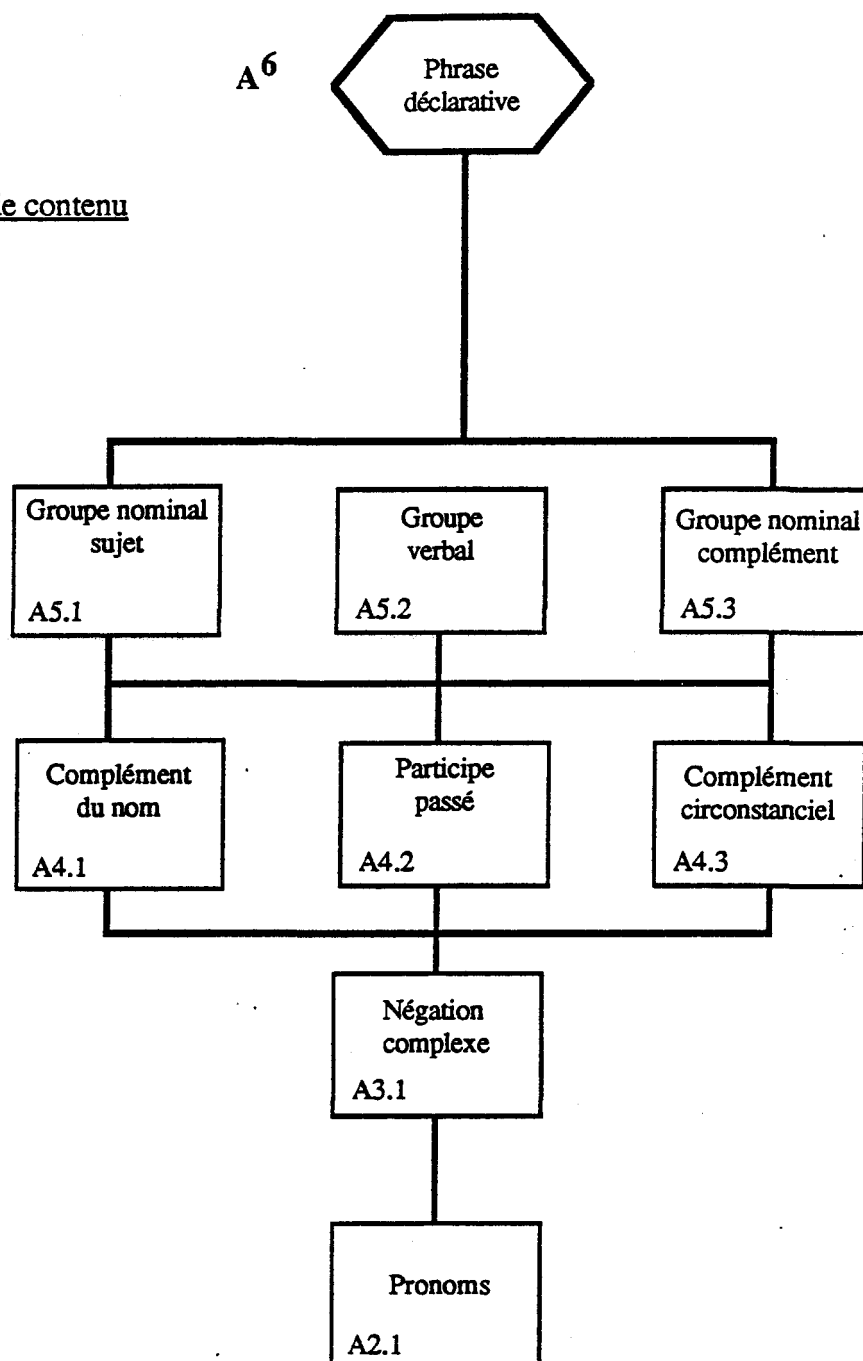 A6
Phrase
déclarative
le contenu
Groupe nominal
sujet
A5.1
Groupe
verbal
A5.2
Groupe nominal
complément
A5.3
Complément
du nom
A4.1
Participe
passé
A4.2
Complément
circonstanciel
A4.3
Négation
complexe
A3.1
Pronoms
A2.1